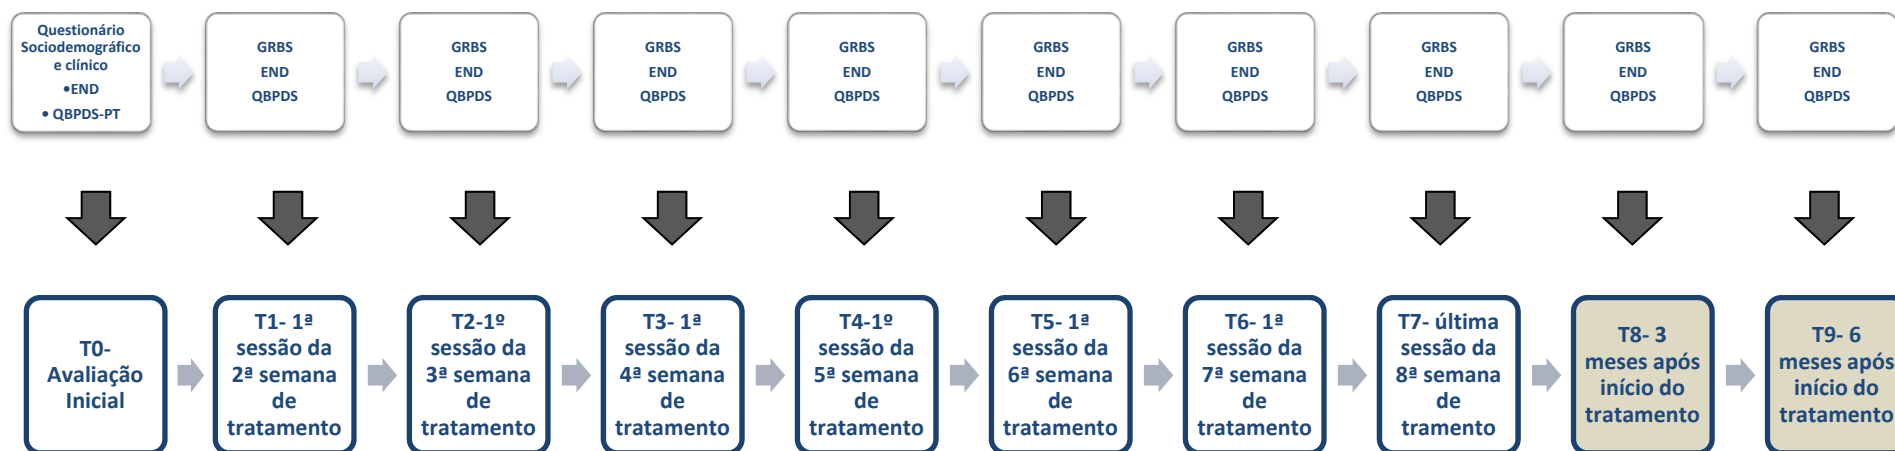 Questionário
Sociodemográfico
e clínico
•END
• QBPDS-PT
GRBS
END
QBPDS
GRBS
END
QBPDS
GRBS
END
QBPDS
GRBS
END
QBPDS
GRBS
END
QBPDS
GRBS
END
QBPDS
GRBS
END
QBPDS
GRBS
END
QBPDS
GRBS
END
QBPDS
T0-
Avaliação
Inicial
T1- 1ª
sessão da
2ª semana
de
tratamento
T2-1º
sessão da
3ª semana
de
tratamento
T3- 1ª
sessão da
4ª semana
de
tratamento
T4-1º
sessão da
5ª semana
de
tratamento
T5- 1ª
sessão da
6ª semana
de
tratamento
T6- 1ª
sessão da
7ª semana
de
tratamento
T7- última
sessão da
8ª semana
de
tramento
T8- 3
meses após
início do
tratamento
T9- 6
meses após
início do
tratamento